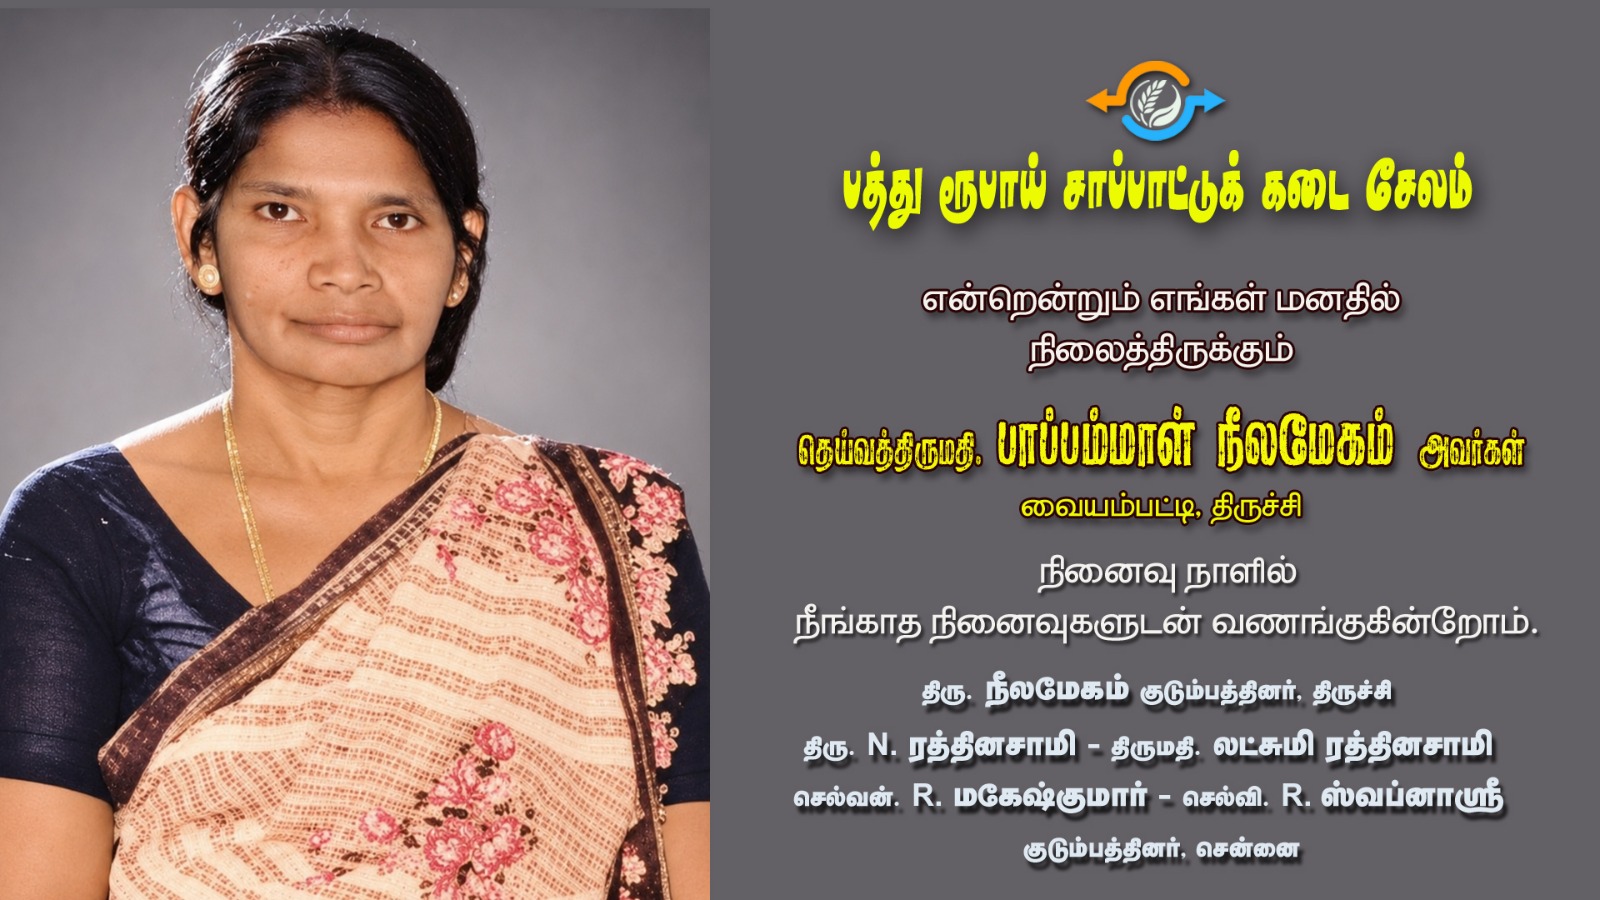 பத்து ரூபாய் சாப்பாட்டுக் கடை சேலம்
என்றென்றும் எங்கள் மனதில்
நிலைத்திருக்கும்
தெய்வத்திருமதி. பாப்பம்மாள் நீலமேகம் அவர்கள்
வையம்பட்டி, திருச்சி
நினைவு நாளில்
நீங்காத நினைவுகளுடன் வணங்குகின்றோம்.
திரு. நீலமேகம் குடும்பத்தினர், திருச்சி
திரு. N. ரத்தினசாமி - திருமதி. லட்சுமி ரத்தினசாமி
செல்வன். R. மகேஷ்குமார் - செல்வி. R. ஸ்வப்னாஸ்ரீ
குடும்பத்தினர், சென்னை